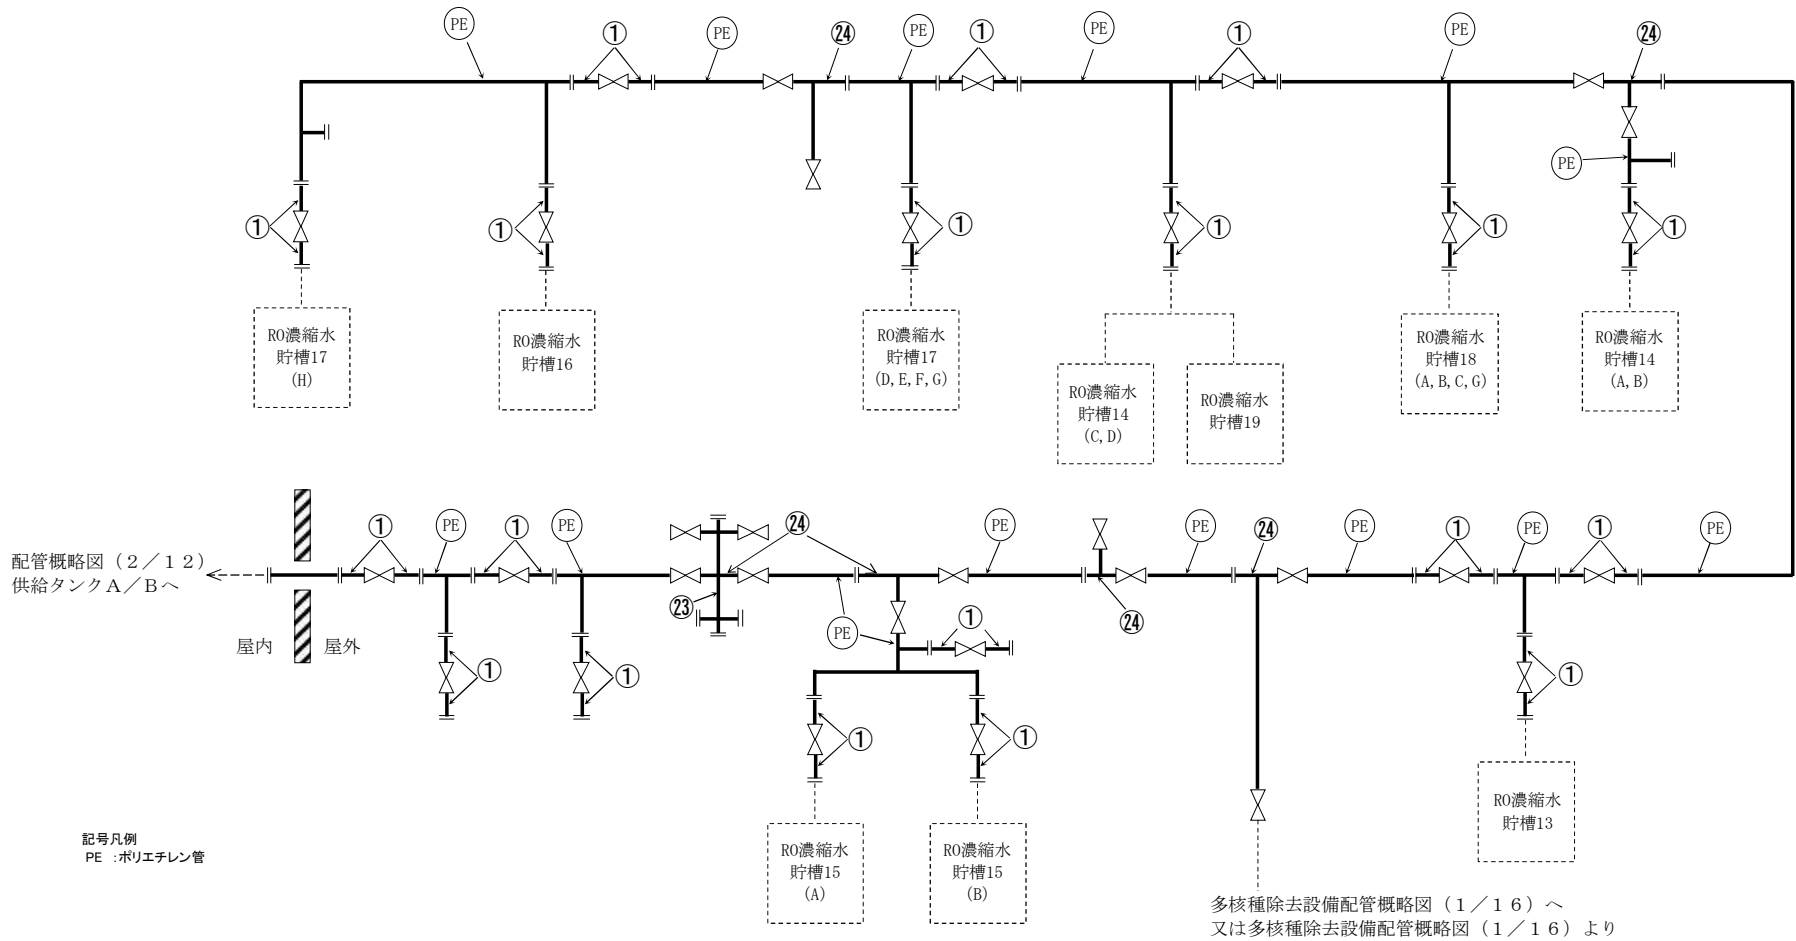 PE
①
PE
㉔
PE
①
PE
①
PE
㉔
PE
①
①
①
①
①
①
RO濃縮水
貯槽17
(H)
RO濃縮水
貯槽16
RO濃縮水
貯槽17
(D,E,F,G)
RO濃縮水
貯槽14
(C,D)
RO濃縮水
貯槽19
RO濃縮水
貯槽18
(A,B,C,G)
RO濃縮水
貯槽14
(A,B)
配管概略図（２／１２）
供給タンクＡ／Ｂへ
屋内
屋外
①
PE
①
PE
㉔
PE
PE
㉔
PE
①
PE
①
PE
㉓
PE
①
㉔
①
①
①
①
①
RO濃縮水
貯槽15
(A)
RO濃縮水
貯槽15
(B)
RO濃縮水
貯槽13
記号凡例
PE :ポリエチレン管
多核種除去設備配管概略図（１／１６）へ
又は多核種除去設備配管概略図（１／１６）より